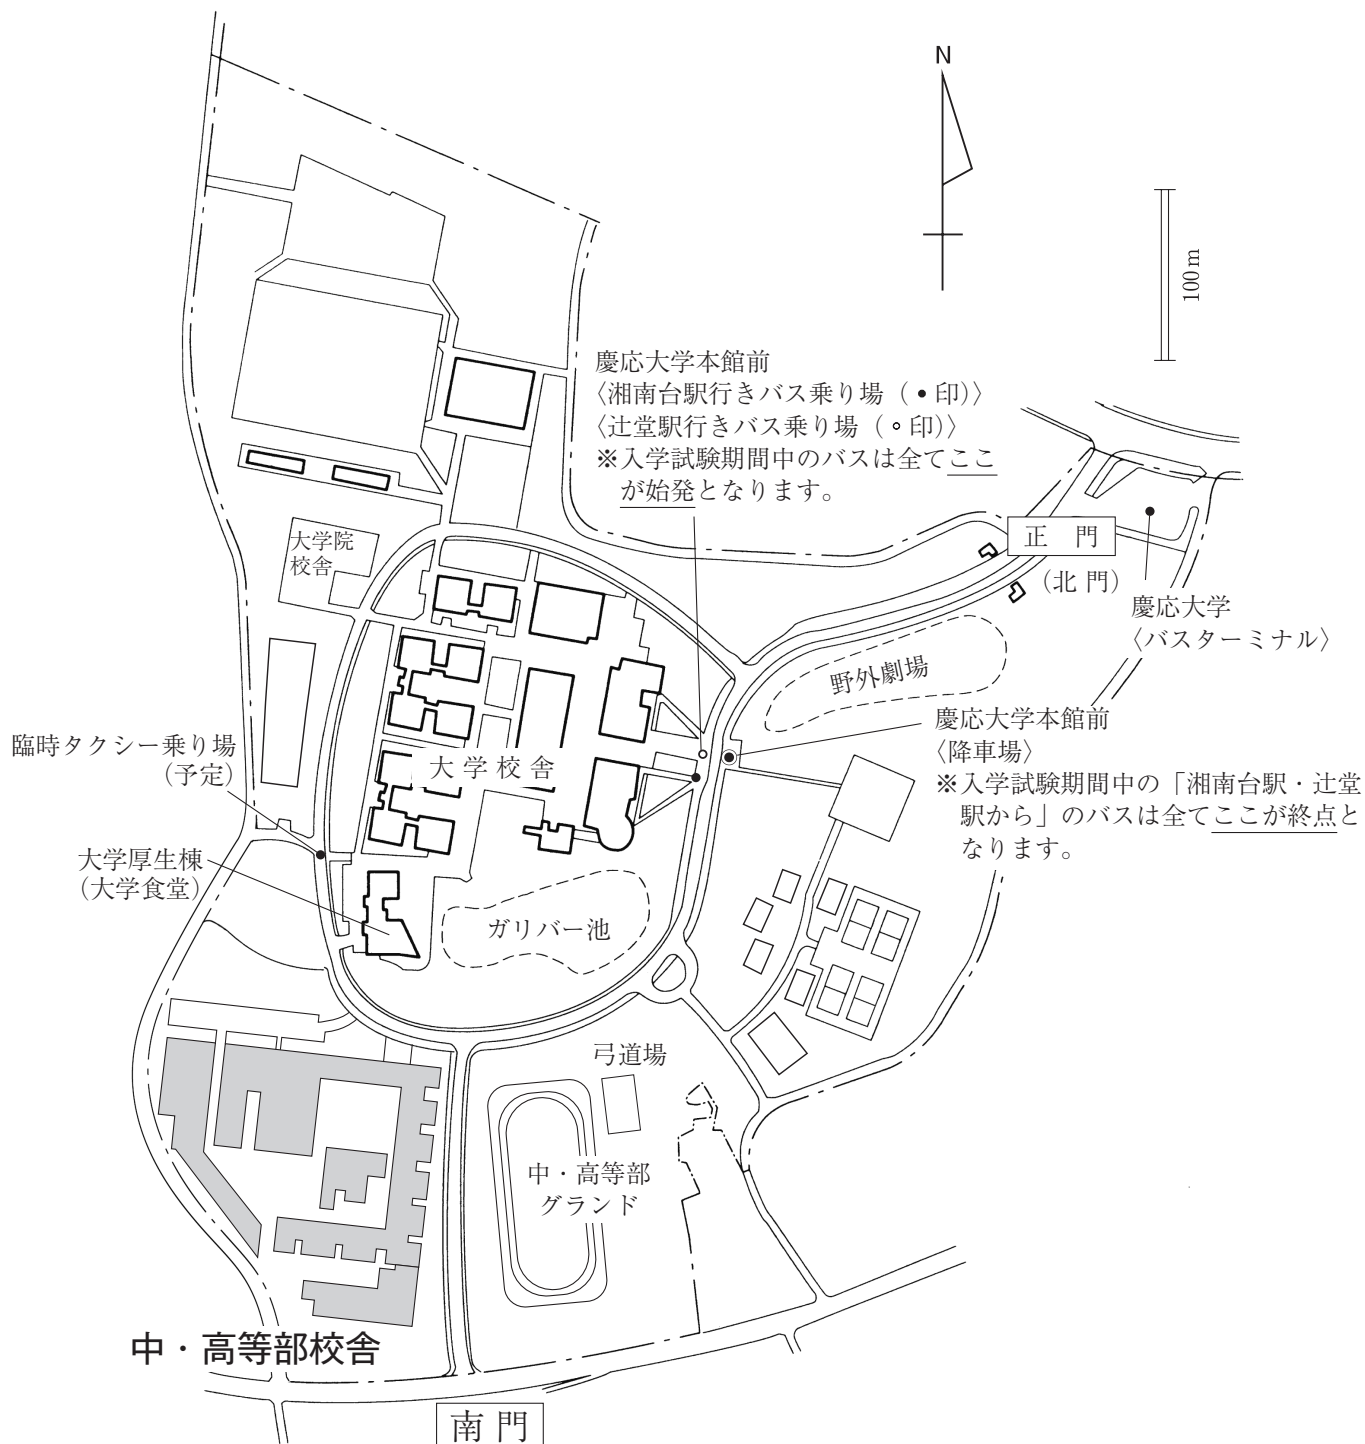 N
100m
慶応大学本館前
〈湘南台駅行きバス乗り場（●印）〉
〈辻堂駅行きバス乗り場（○印）〉
※入学試験期間中のバスは全てここ
が始発となります。
正　門
（北 門）
慶応大学
〈バスターミナル〉
大学院
校舎
野外劇場
慶応大学本館前
〈降車場〉
※入学試験期間中の「湘南台駅・辻堂
駅から」のバスは全てここが終点と
なります。
臨時タクシー乗り場
（予定）
大学校舎
大学厚生棟
（大学食堂）
ガリバー池
弓道場
中・高等部
グランド
中・高等部校舎
南 門